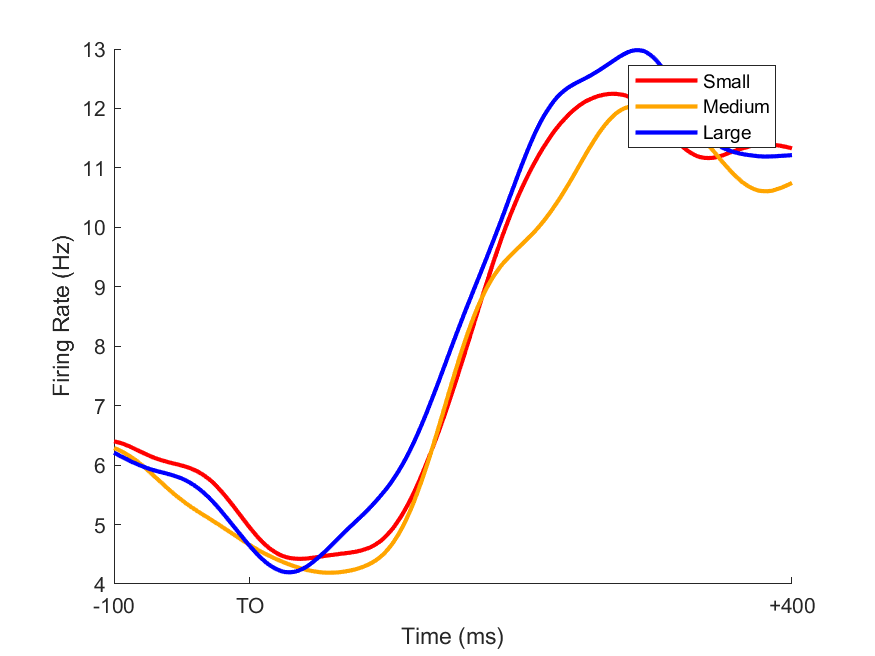 13
12
11
10
9
8
7
6
5
4
Firing Rate (Hz)
Small
Medium
Large
-100
TO
+400
Time (ms)